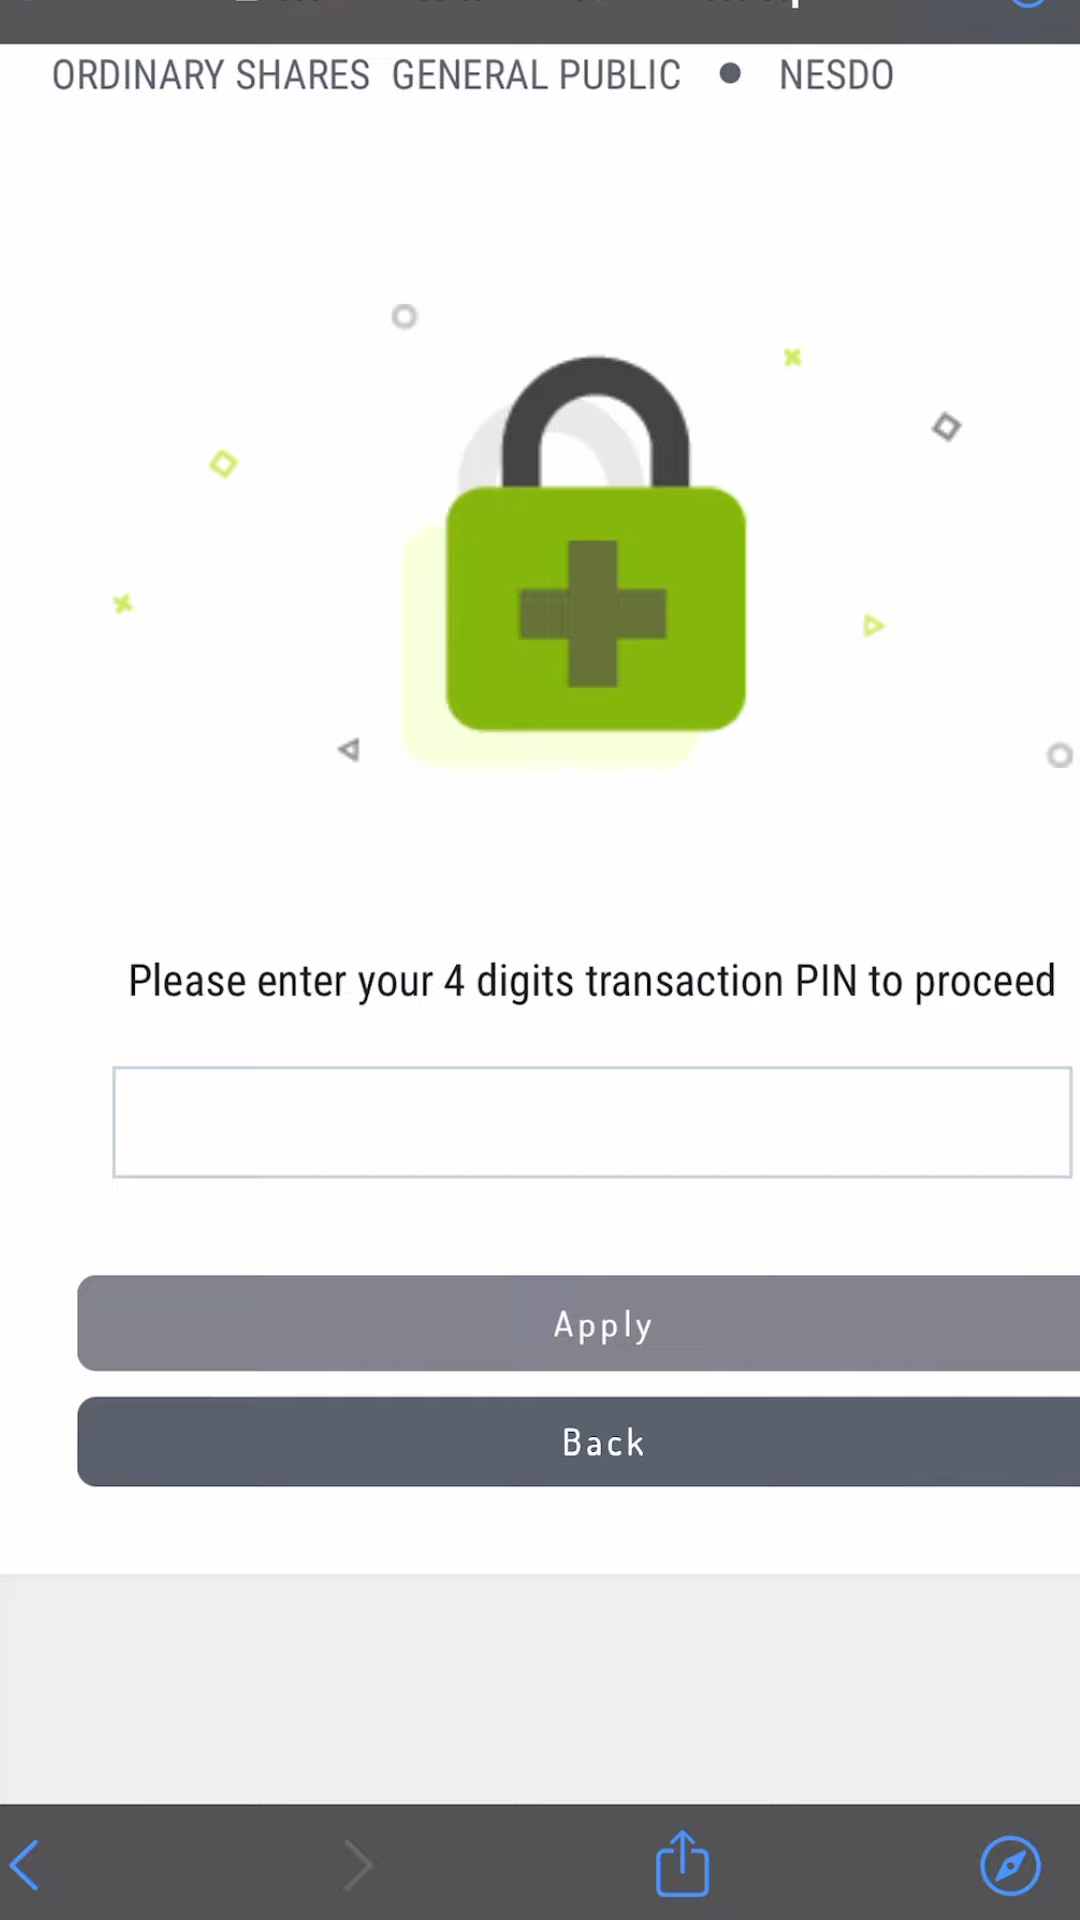 ORDINARY SHARES GENERAL PUBLIC ● NESDO
Please enter your 4 digits transaction PIN to proceed
Apply
Back